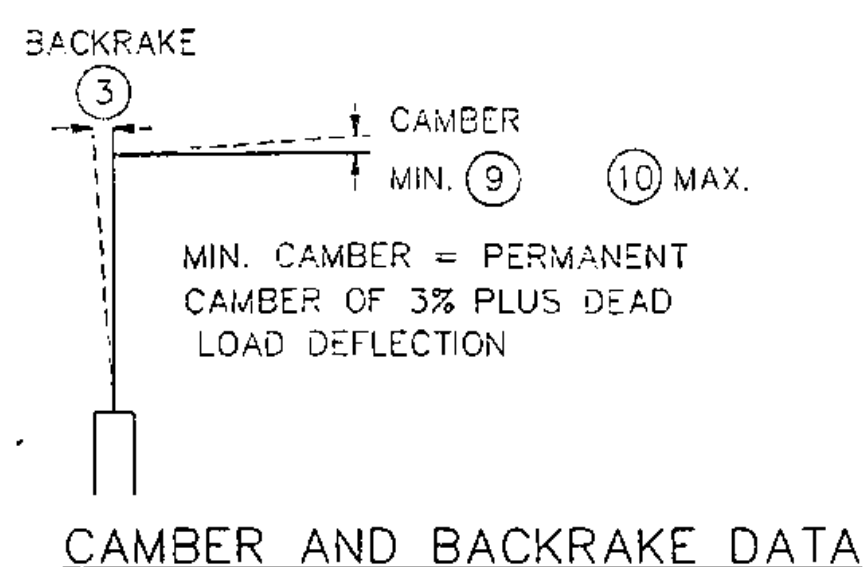 BACKRAKE
3
CAMBER
MIN. 9 10 MAX.
MIN. CAMBER = PERMANENT
CAMBER OF 3% PLUS DEAD
LOAD DEFLECTION
CAMBER AND BACKRAKE DATA